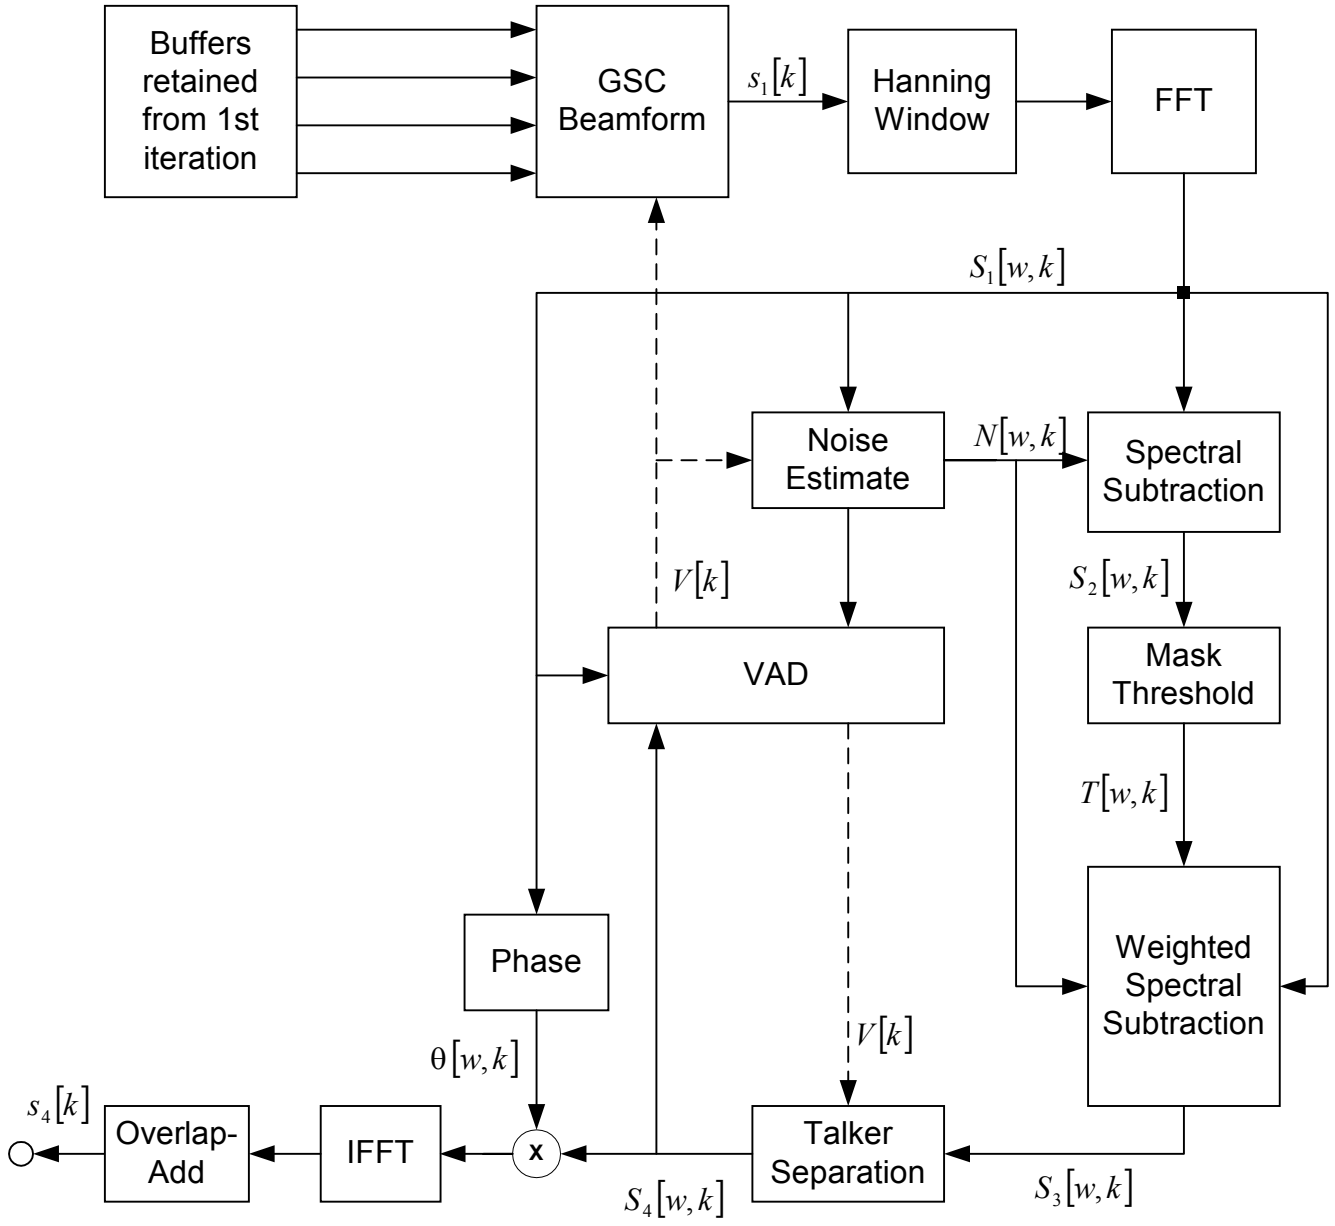 Buffers
retained
from 1st
iteration
GSC
Beamform
s₁[k]
Hanning
Window
FFT
S₁[w, k]
Noise
Estimate
N[w, k]
Spectral
Subtraction
V[k]
S₂[w, k]
VAD
Mask
Threshold
T[w, k]
Phase
Weighted
Spectral
Subtraction
θ[w, k]
V[k]
s₄[k]
Overlap-
Add
IFFT
x
Talker
Separation
S₄[w, k]
S₃[w, k]